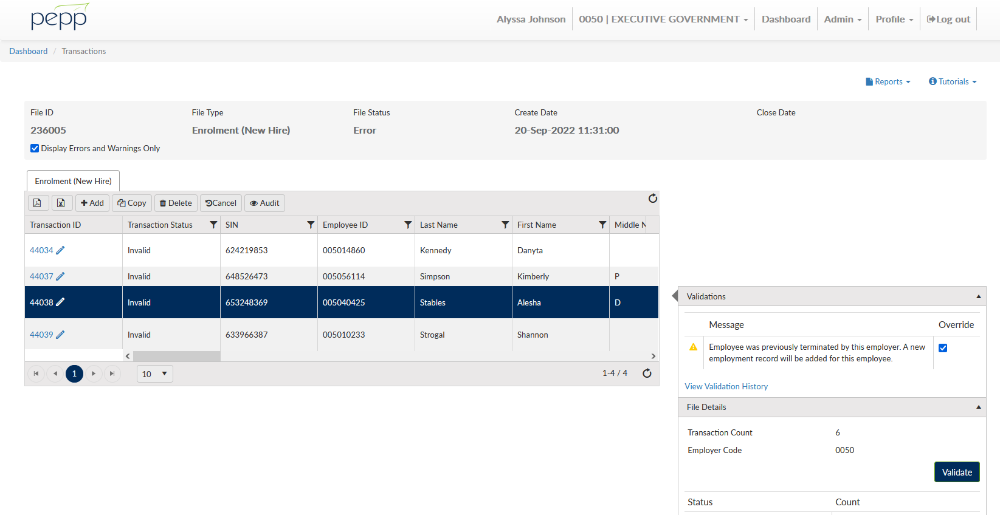 pepp
Alyssa Johnson 0050 | EXECUTIVE GOVERNMENT Dashboard Admin Profile Log out
Dashboard / Transactions
Reports Tutorials
File ID File Type File Status Create Date Close Date
236005 Enrolment (New Hire) Error 20-Sep-2022 11:31:00
Display Errors and Warnings Only
Enrolment (New Hire)
Add Copy Delete Cancel Audit
Transaction ID Transaction Status SIN Employee ID Last Name First Name Middle N
44034 Invalid 624219853 005014860 Kennedy Danyta
44037 Invalid 648526473 005056114 Simpson Kimberly P
44038 Invalid 653248369 005040425 Stables Alesha D
44039 Invalid 633966387 005010233 Strogal Shannon
1 10 1-4 / 4
Validations
Message Override
Employee was previously terminated by this employer. A new
employment record will be added for this employee.
View Validation History
File Details
Transaction Count 6
Employer Code 0050
Validate
Status Count